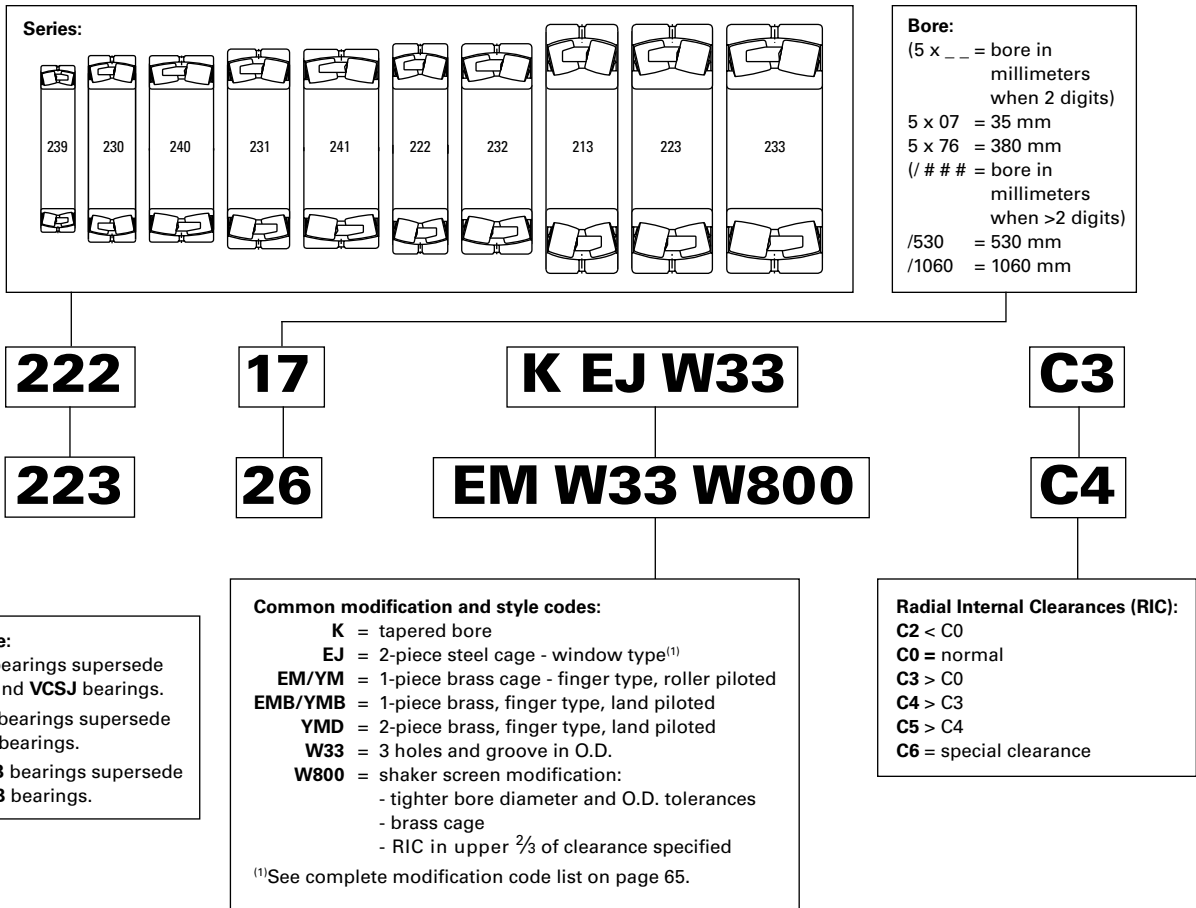 Series:
239 230 240 231 241 222 232 213 223 233
Bore:
(5 x _ _ = bore in
millimeters
when 2 digits)
5 x 07 = 35 mm
5 x 76 = 380 mm
(/ # # # = bore in
millimeters
when >2 digits)
/530 = 530 mm
/1060 = 1060 mm
222 17 K EJ W33 C3
223 26 EM W33 W800 C4
e:
bearings supersede
nd VCSJ bearings.
bearings supersede
bearings.
bearings supersede
bearings.
Common modification and style codes:
K = tapered bore
EJ = 2-piece steel cage - window type(1)
EM/YM = 1-piece brass cage - finger type, roller piloted
EMB/YMB = 1-piece brass, finger type, land piloted
YMD = 2-piece brass, finger type, land piloted
W33 = 3 holes and groove in O.D.
W800 = shaker screen modification:
- tighter bore diameter and O.D. tolerances
- brass cage
- RIC in upper 2/3 of clearance specified
(1)See complete modification code list on page 65.
Radial Internal Clearances (RIC):
C2 < C0
C0 = normal
C3 > C0
C4 > C3
C5 > C4
C6 = special clearance